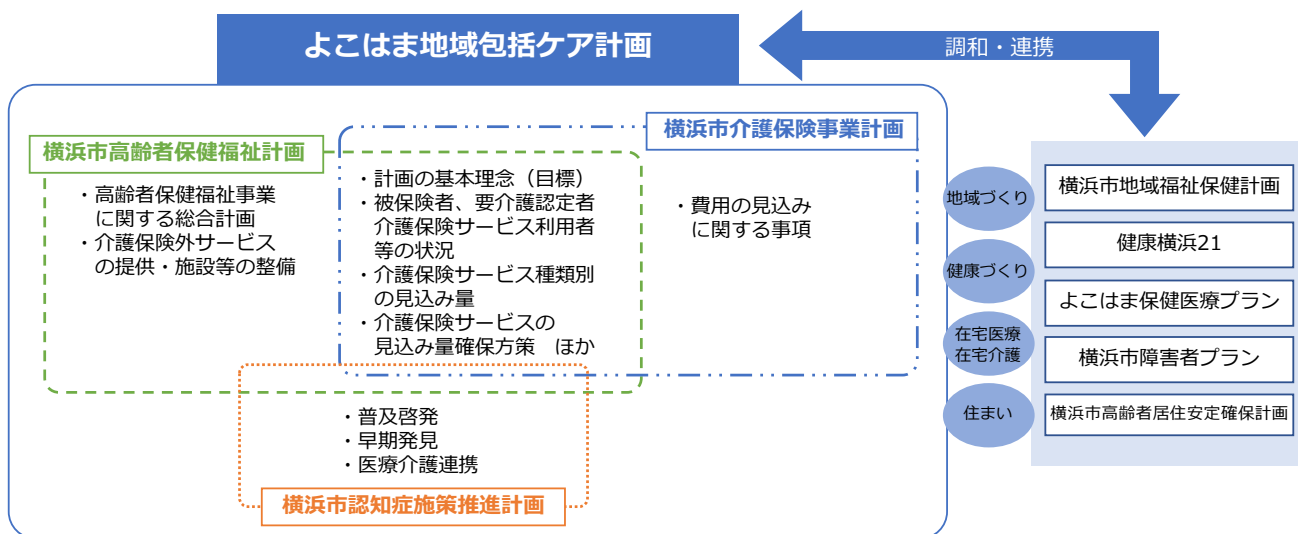 よこはま地域包括ケア計画
調和・連携
横浜市介護保険事業計画
横浜市高齢者保健福祉計画
・高齢者保健福祉事業
に関する総合計画
・介護保険外サービス
の提供・施設等の整備
・計画の基本理念（目標）
・被保険者、要介護認定者
介護保険サービス利用者
等の状況
・介護保険サービス種類別
の見込み量
・介護保険サービスの
見込み量確保方策　ほか
・費用の見込み
に関する事項
・普及啓発
・早期発見
・医療介護連携
横浜市認知症施策推進計画
地域づくり
健康づくり
在宅医療
在宅介護
住まい
横浜市地域福祉保健計画
健康横浜21
よこはま保健医療プラン
横浜市障害者プラン
横浜市高齢者居住安定確保計画